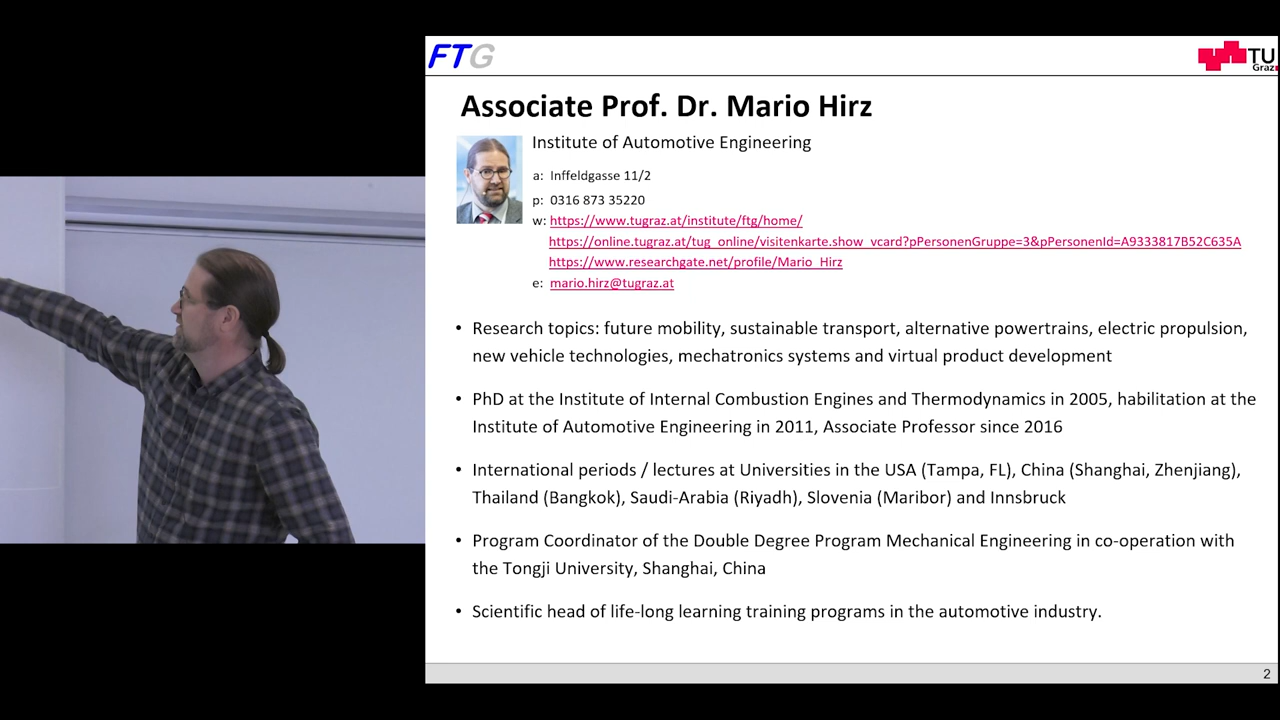 FTG
TU
Graz
Associate Prof. Dr. Mario Hirz
Institute of Automotive Engineering
a: Inffeldgasse 11/2
p: 0316 873 35220
w: https://www.tugraz.at/institute/ftg/home/
https://online.tugraz.at/tug_online/visitenkarte.show_vcard?pPersonenGruppe=3&pPersonenId=A9333817B52C635A
https://www.researchgate.net/profile/Mario_Hirz
e: mario.hirz@tugraz.at
• Research topics: future mobility, sustainable transport, alternative powertrains, electric propulsion,
new vehicle technologies, mechatronics systems and virtual product development
• PhD at the Institute of Internal Combustion Engines and Thermodynamics in 2005, habilitation at the
Institute of Automotive Engineering in 2011, Associate Professor since 2016
• International periods / lectures at Universities in the USA (Tampa, FL), China (Shanghai, Zhenjiang),
Thailand (Bangkok), Saudi-Arabia (Riyadh), Slovenia (Maribor) and Innsbruck
• Program Coordinator of the Double Degree Program Mechanical Engineering in co-operation with
the Tongji University, Shanghai, China
• Scientific head of life-long learning training programs in the automotive industry.
2